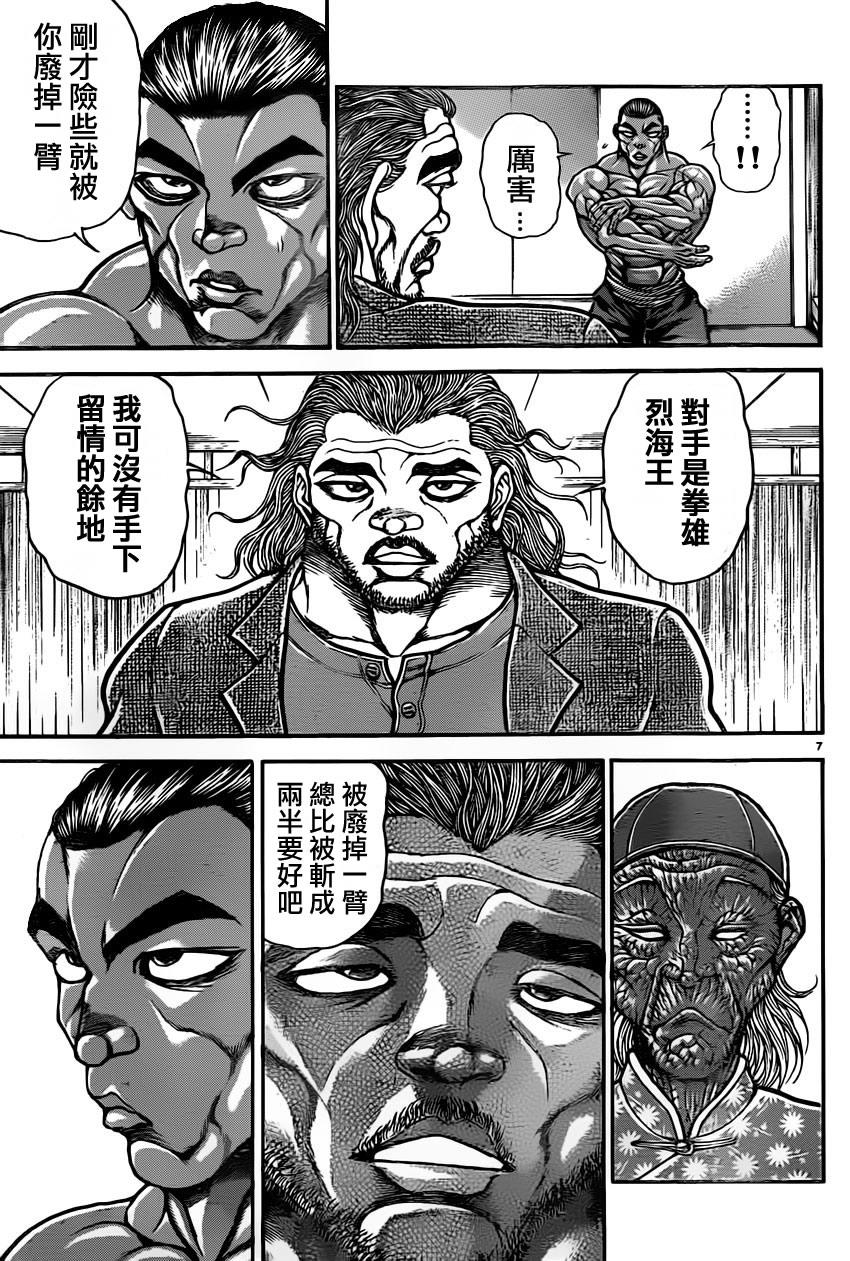 ……!!
厲害…
剛才險些就被
你廢掉一臂
對手是拳雄
烈海王
我可沒有手下
留情的餘地
7
被廢掉一臂
總比被斬成
兩半要好吧